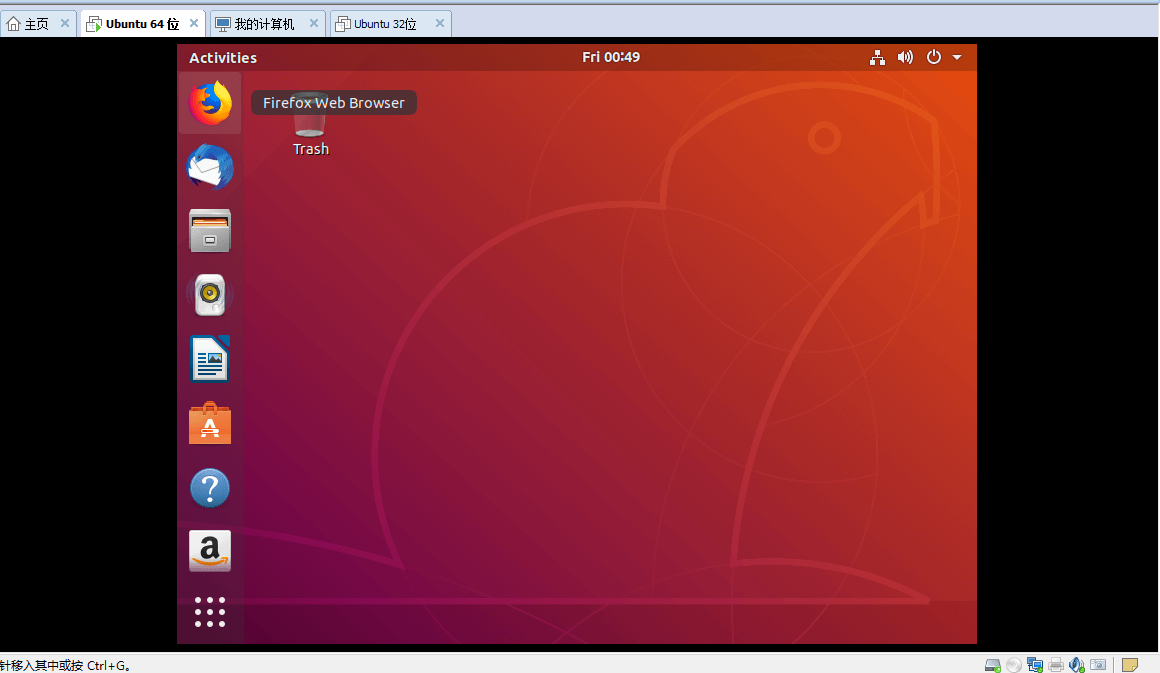 主页
Ubuntu 64 位
我的计算机
Ubuntu 32位
Activities
Fri 00:49
Firefox Web Browser
Trash
针移入其中或按 Ctrl+G。